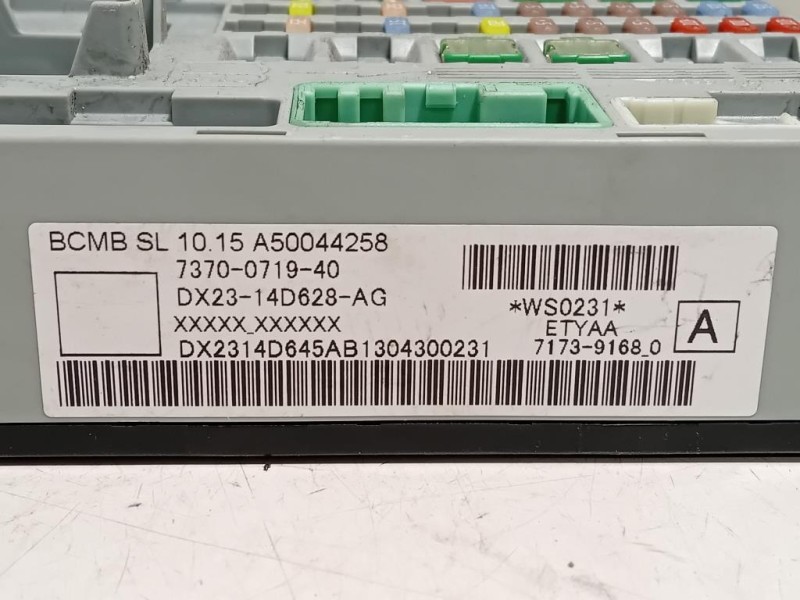 BCMB SL 10.15 A50044258
7370-0719-40
DX23-14D628-AG
XXXXX_XXXXXX
DX2314D645AB1304300231
*WS0231*
ETYAA
7173-9168_0
A